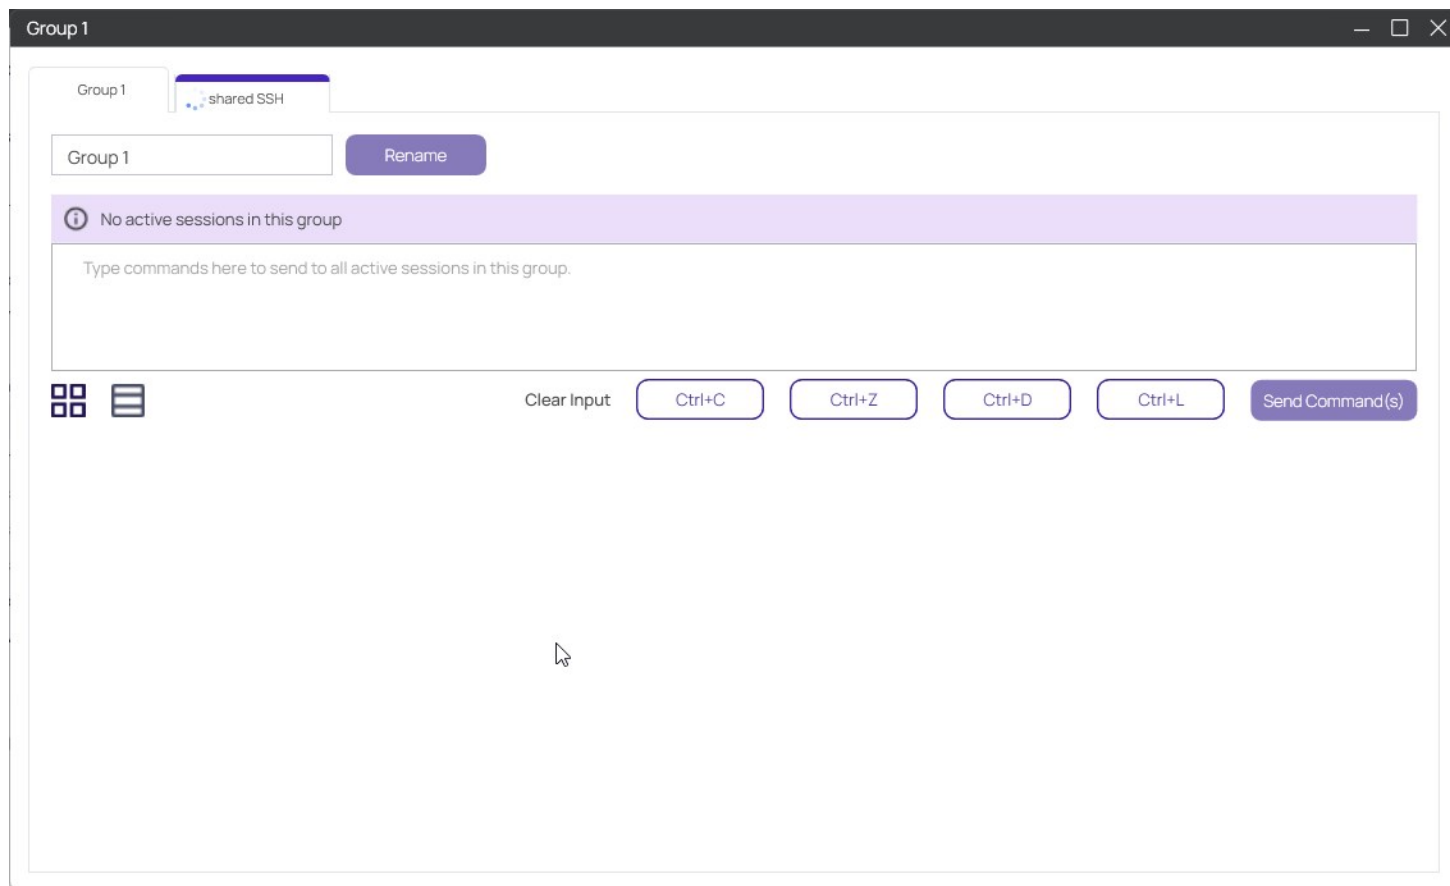 Group 1
Group 1
shared SSH
Group 1
Rename
No active sessions in this group
Type commands here to send to all active sessions in this group.
Clear Input
Ctrl+C
Ctrl+Z
Ctrl+D
Ctrl+L
Send Command(s)